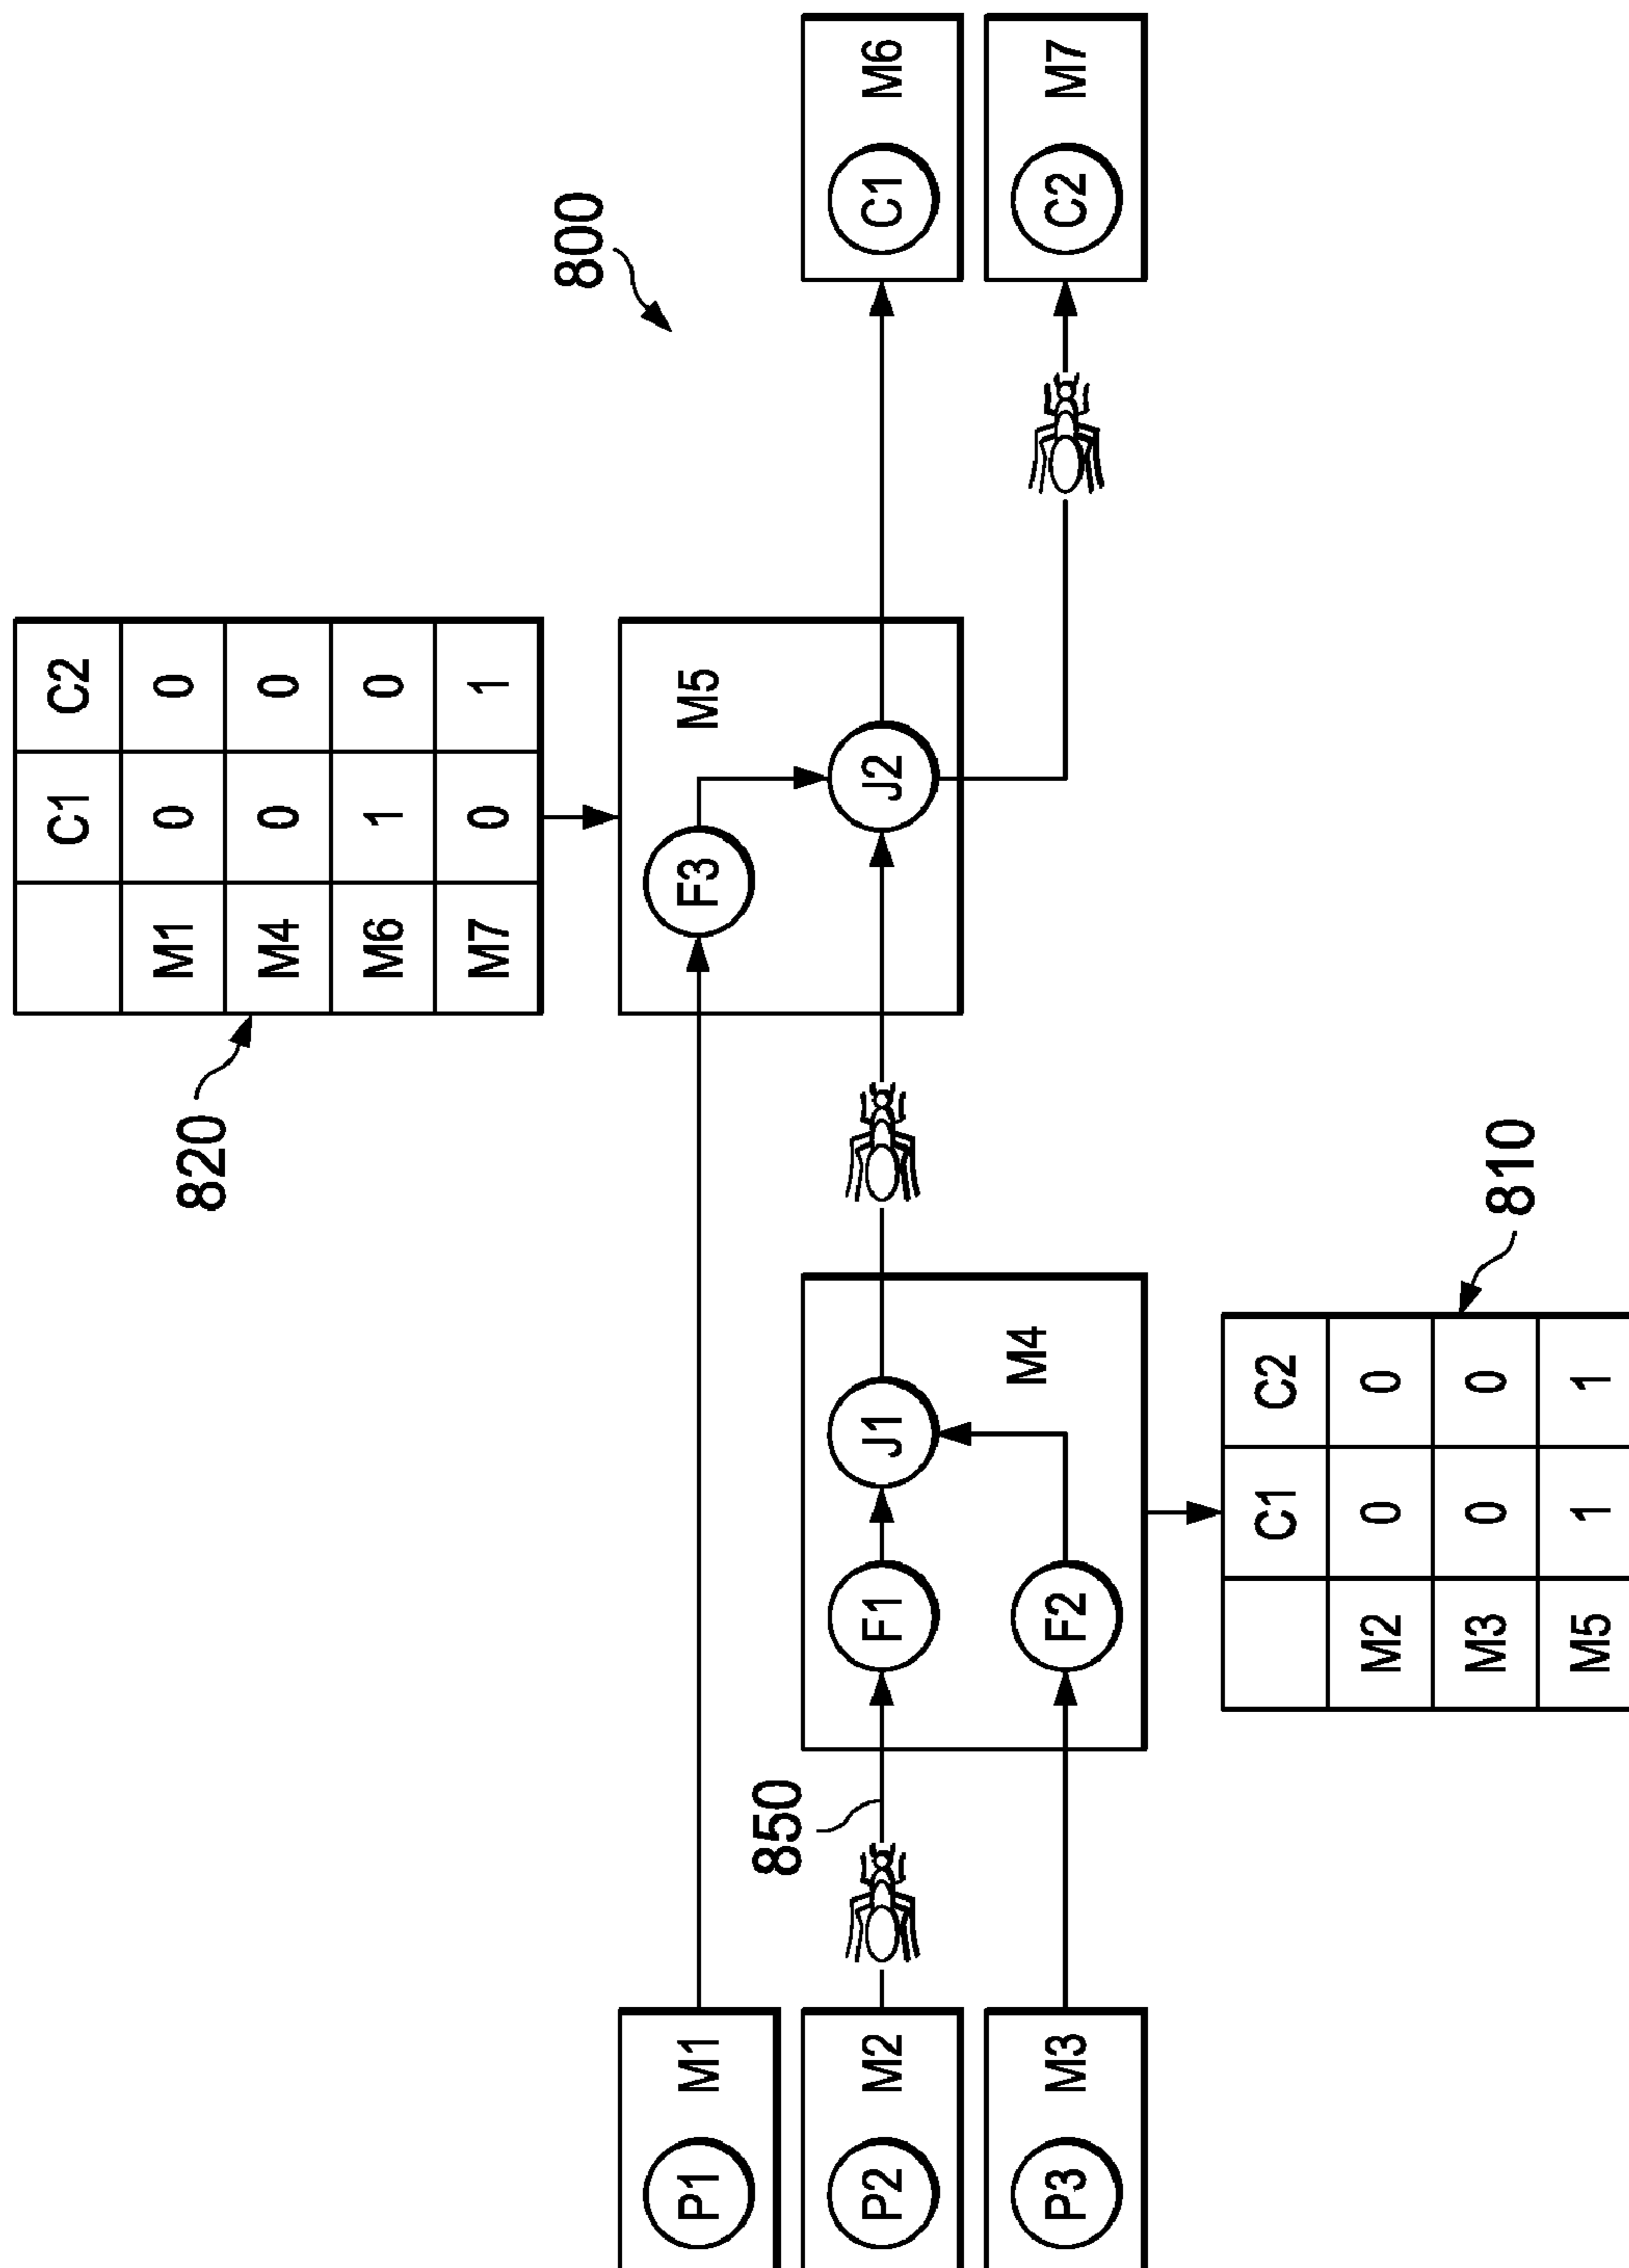 800
820
C1 C2
M1 0 0
M4 0 0
M6 1 0
M7 0 1
P1 M1
F3
M5
850
P2 M2
F1
J1
J2
C1 M6
P3 M3
F2
M4
C2 M7
810
C1 C2
M2 0 0
M3 0 0
M5 1 1